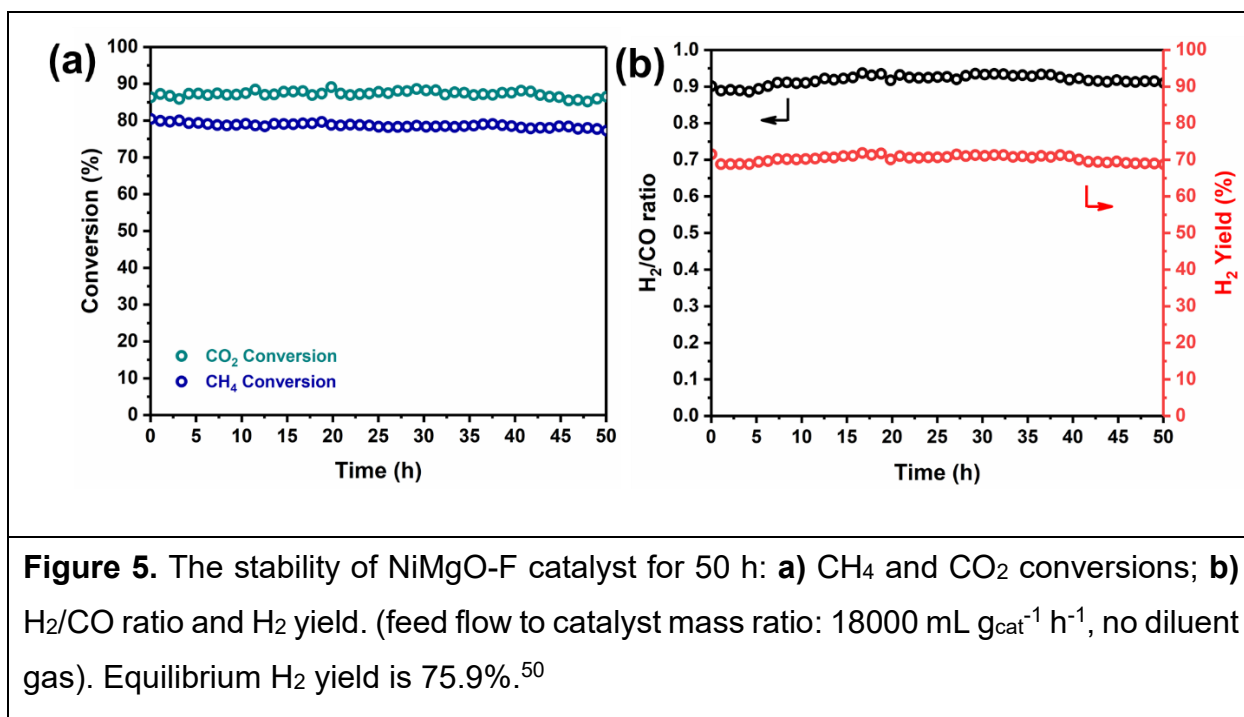 (a)
100
90
80
70
60
50
40
30
20
10
0
Conversion (%)
CO₂ Conversion
CH₄ Conversion
0 5 10 15 20 25 30 35 40 45 50
Time (h)
(b)
1.0
0.9
0.8
0.7
0.6
0.5
0.4
0.3
0.2
0.1
0.0
H₂/CO ratio
100
90
80
70
60
50
40
30
20
10
0
H₂ Yield (%)
0 5 10 15 20 25 30 35 40 45 50
Time (h)
Figure 5. The stability of NiMgO-F catalyst for 50 h: a) CH₄ and CO₂ conversions; b)
H₂/CO ratio and H₂ yield. (feed flow to catalyst mass ratio: 18000 mL gcat⁻¹ h⁻¹, no diluent
gas). Equilibrium H₂ yield is 75.9%.⁵⁰